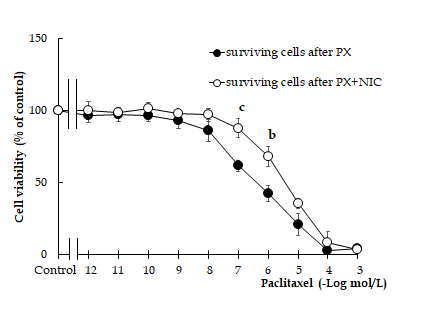 150
surviving cells after PX
surviving cells after PX+NIC
100
c
b
50
0
Cell viability (% of control)
Control 12 11 10 9 8 7 6 5 4 3
Paclitaxel (-Log mol/L)